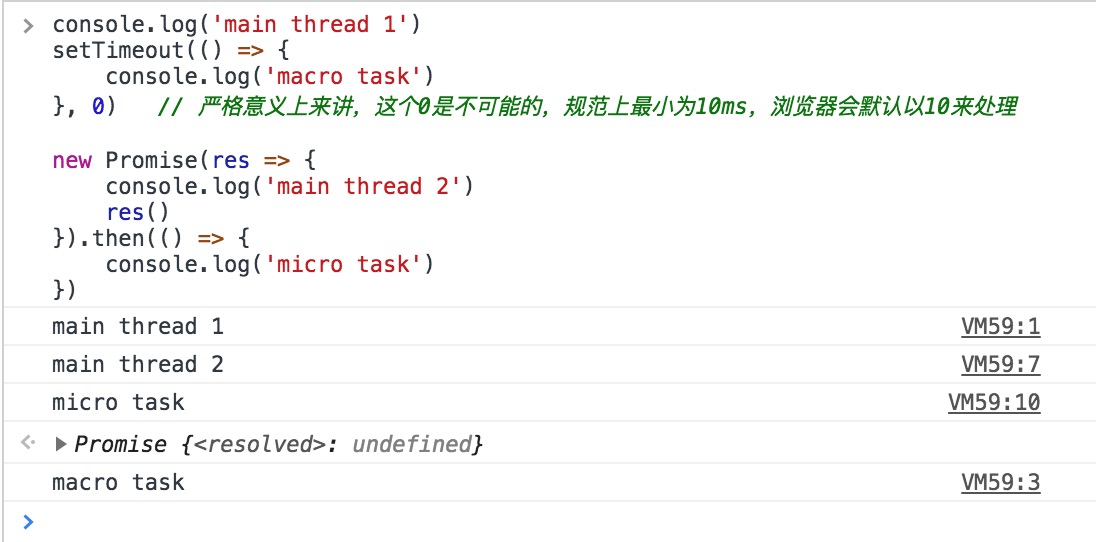 console.log('main thread 1')
setTimeout(() => {
    console.log('macro task')
}, 0)   // 严格意义上来讲，这个0是不可能的，规范上最小为10ms，浏览器会默认以10来处理
new Promise(res => {
    console.log('main thread 2')
    res()
}).then(() => {
    console.log('micro task')
})
main thread 1 VM59:1
main thread 2 VM59:7
micro task VM59:10
Promise {<resolved>: undefined}
macro task VM59:3